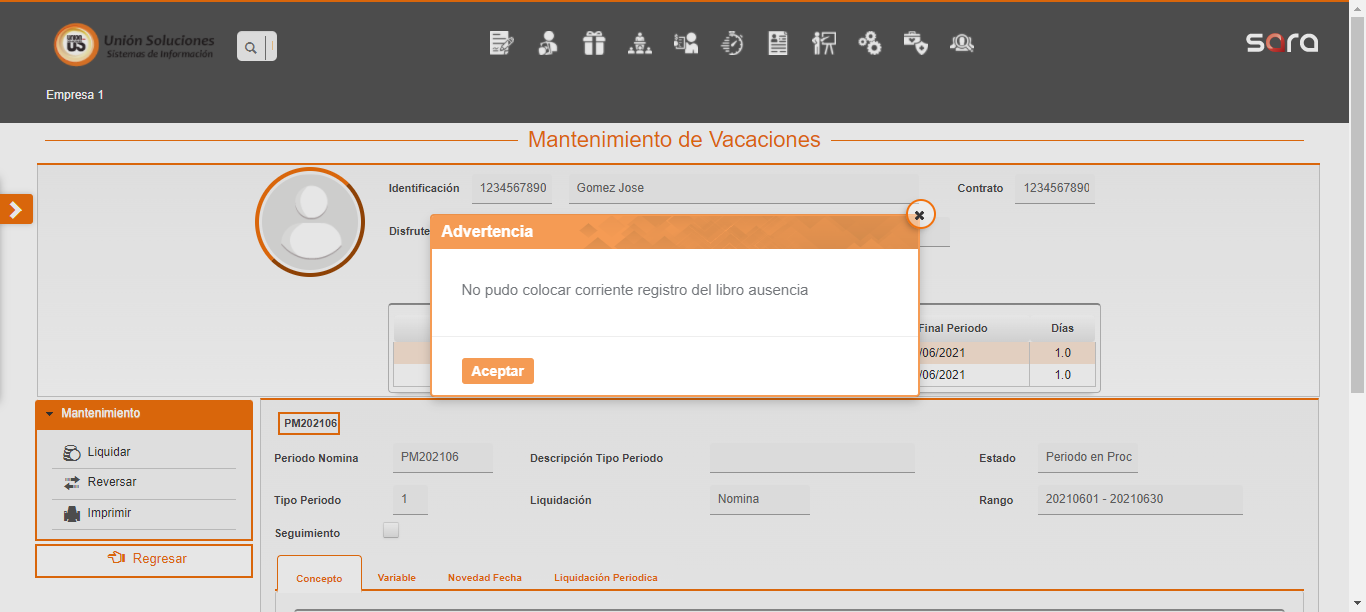 union...
US
Unión Soluciones
Sistemas de Información
sara
Empresa 1
Mantenimiento de Vacaciones
Identificación 1234567890 Gomez Jose Contrato 1234567890
Disfrute
Advertencia
No pudo colocar corriente registro del libro ausencia
Aceptar
Final Periodo Días
/06/2021 1.0
/06/2021 1.0
Mantenimiento
Liquidar
Reversar
Imprimir
Regresar
PM202106
Periodo Nomina PM202106 Descripción Tipo Periodo Estado Periodo en Proc
Tipo Periodo 1 Liquidación Nomina Rango 20210601 - 20210630
Seguimiento
Concepto Variable Novedad Fecha Liquidación Periodica